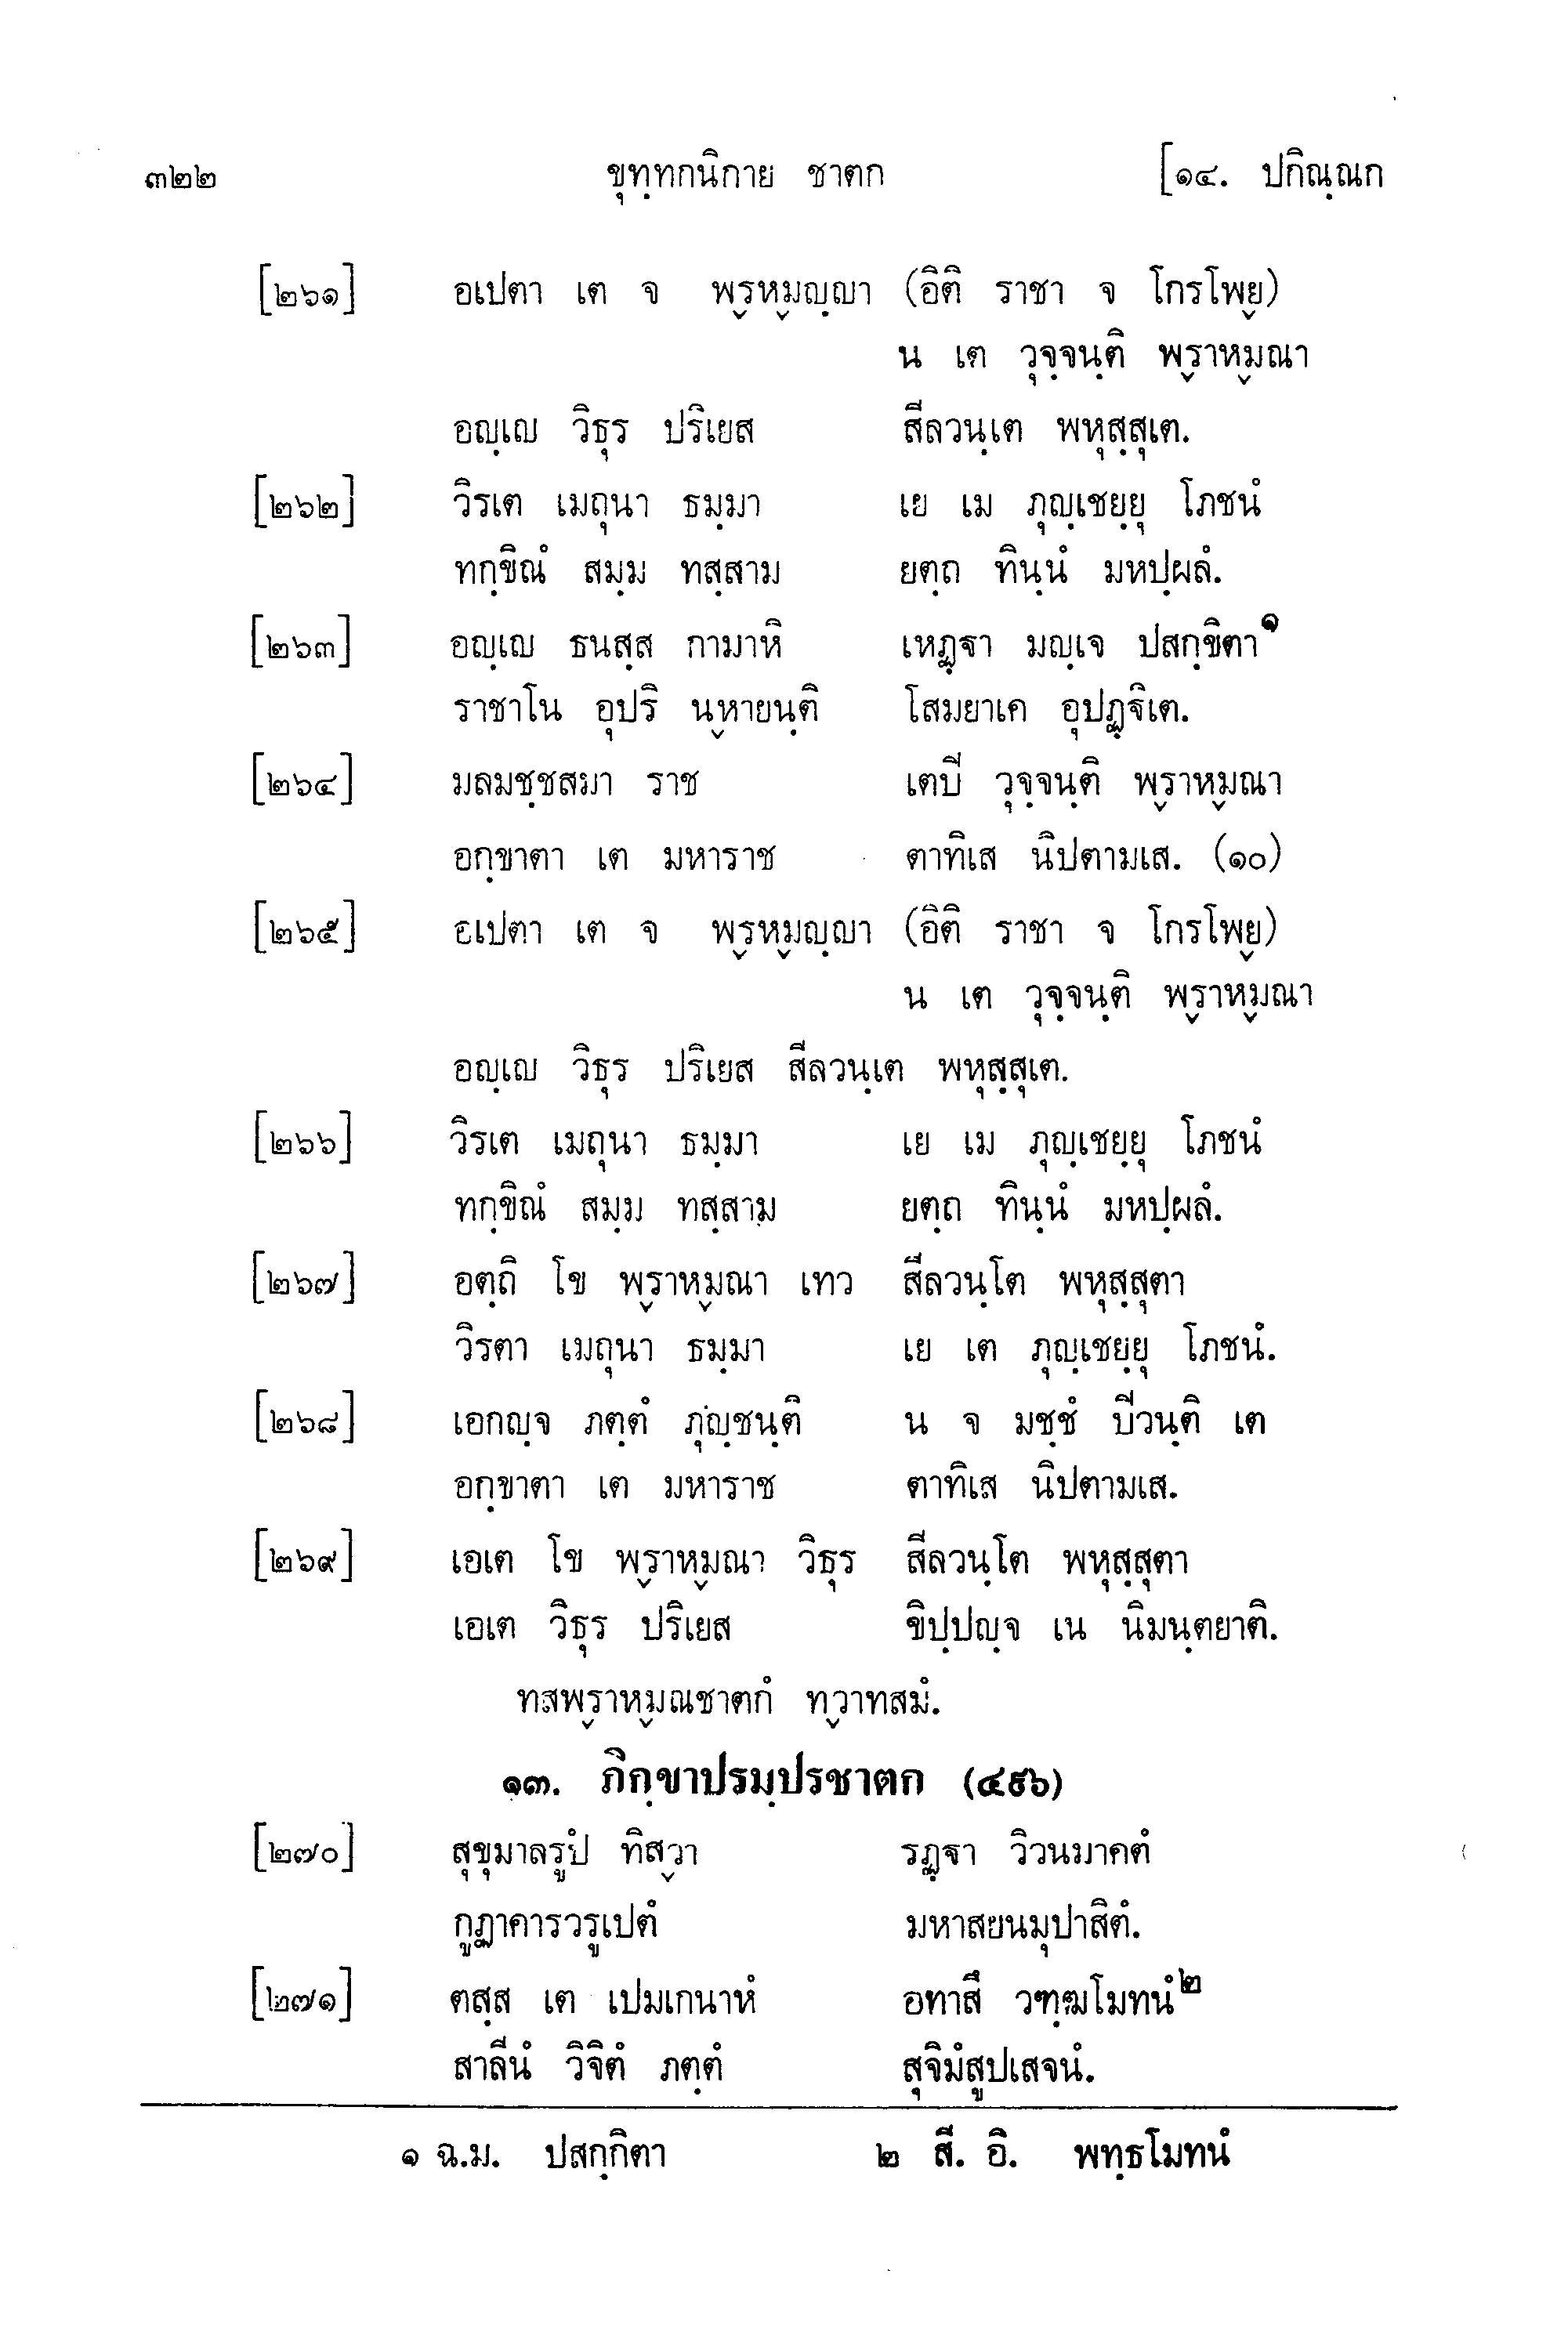 ๓๒๒ ขุทฺทกนิกาย ชาตก [๑๔. ปกิณฺณก
[๒๖๑] อเปตา เต จ พฺรหฺมญฺญา (อิติ ราชา จ โกรโพฺย)
น เต วุจฺจนฺติ พฺราหฺมณา
อญฺเญ วิธุร ปริเยส สีลวนฺเต พหุสฺสุเต.
[๒๖๒] วิรเต เมถุนา ธมฺมา เย เม ภุญฺเชยฺยุ โภชนํ
ทกฺขิณํ สมฺม ทสฺสาม ยตฺถ ทินฺนํ มหปฺผลํ.
[๒๖๓] อญฺเญ ธนสฺส กามาหิ เหฏฺฐา มญฺเจ ปสกฺขิตา๑
ราชาโน อุปริ นฺหายนฺติ โสมยาเค อุปฏฺฐิเต.
[๒๖๔] มลมชฺชสมา ราช เตปิ วุจฺจนฺติ พฺราหฺมณา
อกฺขาตา เต มหาราช ตาทิเส นิปตามเส. (๑๐)
[๒๖๕] อเปตา เต จ พฺรหฺมญฺญา (อิติ ราชา จ โกรโพฺย)
น เต วุจฺจนฺติ พฺราหฺมณา
อญฺเญ วิธุร ปริเยส สีลวนฺเต พหุสฺสุเต.
[๒๖๖] วิรเต เมถุนา ธมฺมา เย เม ภุญฺเชยฺยุ โภชนํ
ทกฺขิณํ สมฺม ทสฺสาม ยตฺถ ทินฺนํ มหปฺผลํ.
[๒๖๗] อตฺถิ โข พฺราหฺมณา เทว สีลวนฺโต พหุสฺสุตา
วิรตา เมถุนา ธมฺมา เย เต ภุญฺเชยฺยุ โภชนํ.
[๒๖๘] เอกญฺจ ภตฺตํ ภุญฺชนฺติ น จ มชฺชํ ปิวนฺติ เต
อกฺขาตา เต มหาราช ตาทิเส นิปตามเส.
[๒๖๙] เอเต โข พฺราหฺมณา วิธุร สีลวนฺโต พหุสฺสุตา
เอเต วิธุร ปริเยส ขิปฺปญฺจ เน นิมนฺตยาติ.
ทสพฺราหฺมณชาตกํ ทฺวาทสมํ.
๑๓. ภิกฺขาปรมฺปรชาตก (๔๙๖)
[๒๗๐] สุขุมาลรูปํ ทิสฺวา รฏฺฐา วิวนมาคตํ
กูฏาคารวรูเปตํ มหาสยนมุปาสิตํ.
[๒๗๑] ตสฺส เต เปมเกนาหํ อทาสึ วฑฺฒโมทนํ๒
สาลีนํ วิจิตํ ภตฺตํ สุจิมํสูปเสจนํ.
๑ ฉ.ม. ปสกฺกิตา ๒ สี. อิ. พทฺธโมทนํ